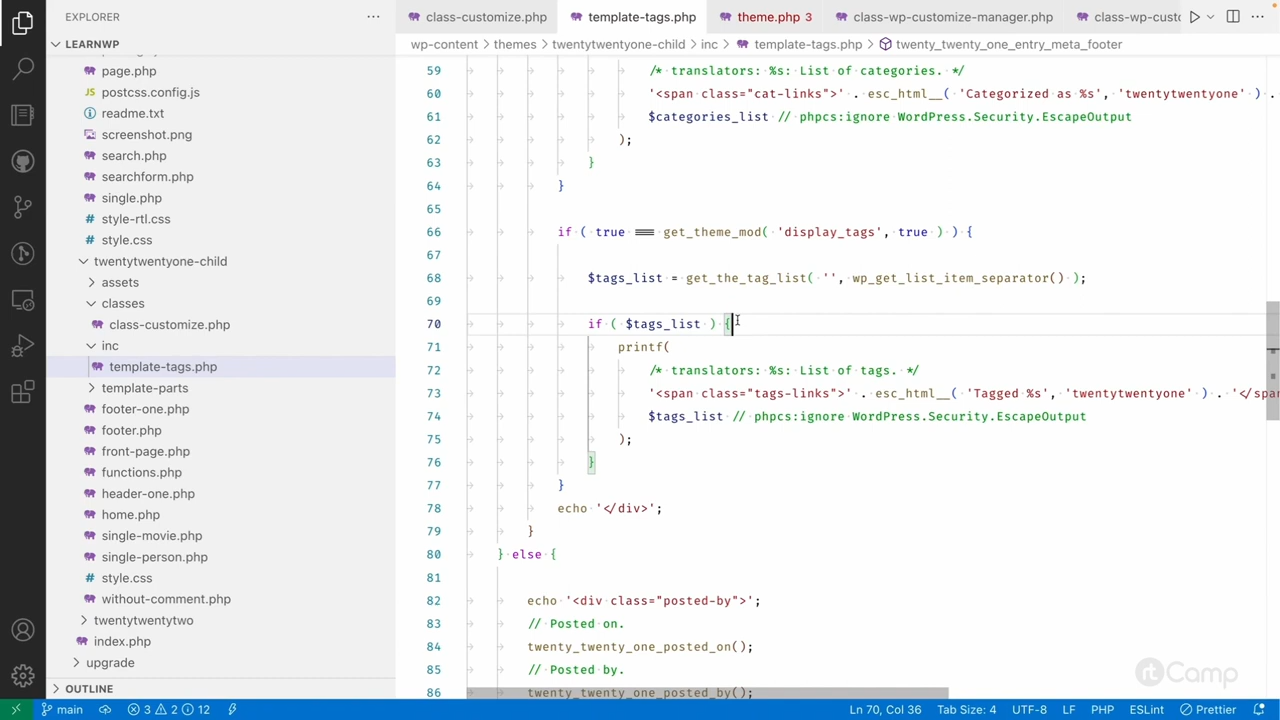 EXPLORER
LEARNWP
page.php
postcss.config.js
readme.txt
screenshot.png
search.php
searchform.php
single.php
style-rtl.css
style.css
twentytwentyone-child
assets
classes
class-customize.php
inc
template-tags.php
template-parts
footer-one.php
footer.php
front-page.php
functions.php
header-one.php
home.php
single-movie.php
single-person.php
style.css
without-comment.php
twentytwentytwo
index.php
upgrade
OUTLINE
class-customize.php template-tags.php theme.php 3 class-wp-customize-manager.php class-wp-custo
wp-content > themes > twentytwentyone-child > inc > template-tags.php > twenty_twenty_one_entry_meta_footer
59 /* translators: %s: List of categories. */
60 '<span class="cat-links">' . esc_html__( 'Categorized as %s', 'twentytwentyone' ) .
61 $categories_list // phpcs:ignore WordPress.Security.EscapeOutput
62 );
63 }
64 }
65
66 if ( true === get_theme_mod( 'display_tags', true ) ) {
67
68 $tags_list = get_the_tag_list( '', wp_get_list_item_separator() );
69
70 if ( $tags_list ) {
71 printf(
72 /* translators: %s: List of tags. */
73 '<span class="tags-links">' . esc_html__( 'Tagged %s', 'twentytwentyone' ) . '</span
74 $tags_list // phpcs:ignore WordPress.Security.EscapeOutput
75 );
76 }
77 }
78 echo '</div>';
79 }
80 } else {
81
82 echo '<div class="posted-by">';
83 // Posted on.
84 twenty_twenty_one_posted_on();
85 // Posted by.
86 twenty_twenty_one_posted_by();
rtCamp
main 3 2 12 Ln 70, Col 36 Tab Size: 4 UTF-8 LF PHP ESLint Prettier